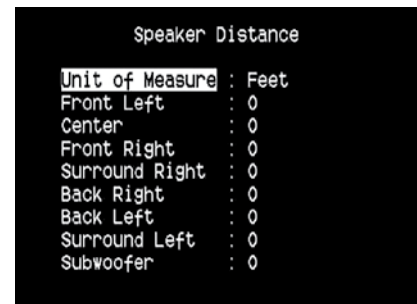 Speaker Distance
Unit of Measure : Feet
Front Left : 0
Center : 0
Front Right : 0
Surround Right : 0
Back Right : 0
Back Left : 0
Surround Left : 0
Subwoofer : 0